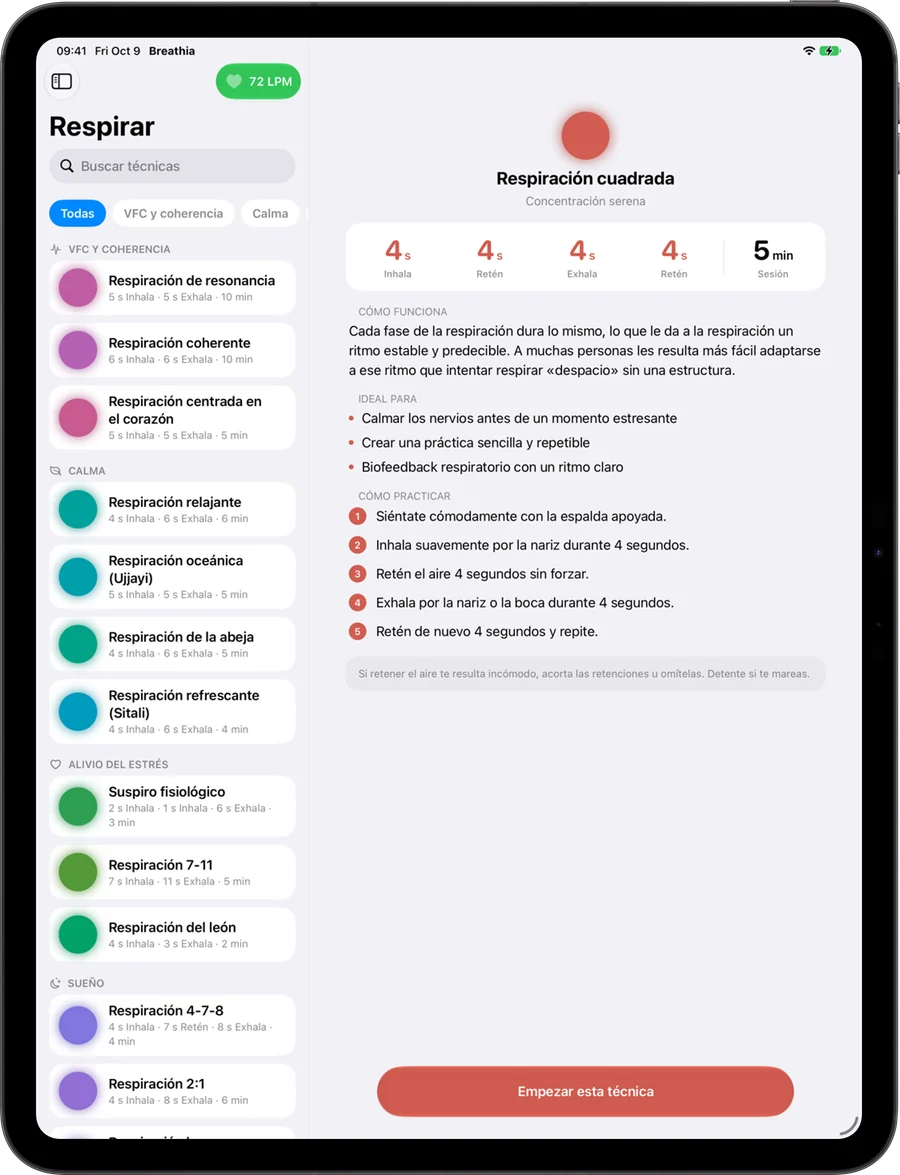 09:41 Fri Oct 9 Breathia
72 LPM
Respirar
Buscar técnicas
Todas
VFC y coherencia
Calma
VFC Y COHERENCIA
Respiración de resonancia
5 s Inhala · 5 s Exhala · 10 min
Respiración coherente
6 s Inhala · 6 s Exhala · 10 min
Respiración centrada en
el corazón
5 s Inhala · 5 s Exhala · 5 min
CALMA
Respiración relajante
4 s Inhala · 6 s Exhala · 6 min
Respiración oceánica
(Ujjayi)
5 s Inhala · 5 s Exhala · 5 min
Respiración de la abeja
4 s Inhala · 6 s Exhala · 5 min
Respiración refrescante
(Sitali)
4 s Inhala · 6 s Exhala · 4 min
ALIVIO DEL ESTRÉS
Suspiro fisiológico
2 s Inhala · 1 s Inhala · 6 s Exhala ·
3 min
Respiración 7-11
7 s Inhala · 11 s Exhala · 5 min
Respiración del león
4 s Inhala · 3 s Exhala · 2 min
SUEÑO
Respiración 4-7-8
4 s Inhala · 7 s Retén · 8 s Exhala ·
4 min
Respiración 2:1
4 s Inhala · 8 s Exhala · 6 min
Respiración cuadrada
Concentración serena
4 s 4 s 4 s 4 s 5 min
Inhala Retén Exhala Retén Sesión
CÓMO FUNCIONA
Cada fase de la respiración dura lo mismo, lo que le da a la respiración un
ritmo estable y predecible. A muchas personas les resulta más fácil adaptarse
a ese ritmo que intentar respirar «despacio» sin una estructura.
IDEAL PARA
• Calmar los nervios antes de un momento estresante
• Crear una práctica sencilla y repetible
• Biofeedback respiratorio con un ritmo claro
CÓMO PRACTICAR
1 Siéntate cómodamente con la espalda apoyada.
2 Inhala suavemente por la nariz durante 4 segundos.
3 Retén el aire 4 segundos sin forzar.
4 Exhala por la nariz o la boca durante 4 segundos.
5 Retén de nuevo 4 segundos y repite.
Si retener el aire te resulta incómodo, acorta las retenciones u omítelas. Detente si te mareas.
Empezar esta técnica